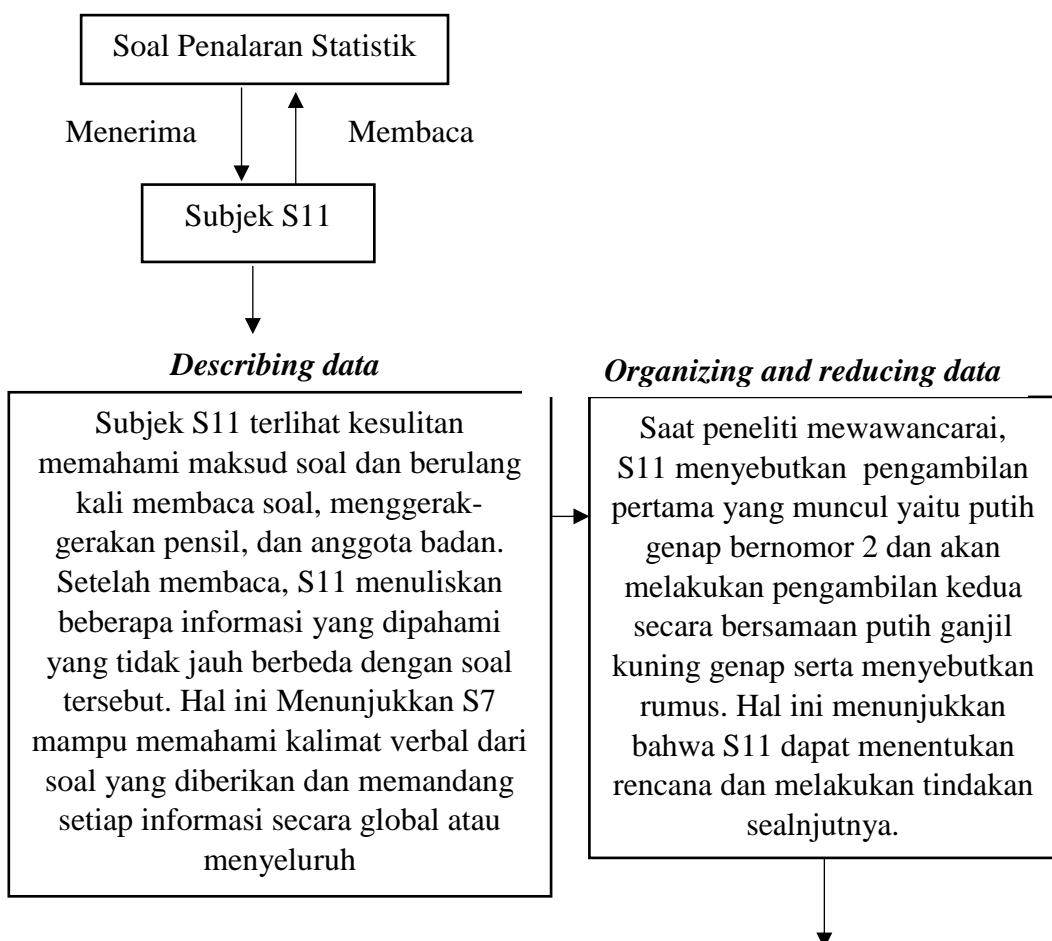 Soal Penalaran Statistik
Menerima
Membaca
Subjek S11
Describing data
Subjek S11 terlihat kesulitan
memahami maksud soal dan berulang
kali membaca soal, menggerak-
gerakan pensil, dan anggota badan.
Setelah membaca, S11 menuliskan
beberapa informasi yang dipahami
yang tidak jauh berbeda dengan soal
tersebut. Hal ini Menunjukkan S7
mampu memahami kalimat verbal dari
soal yang diberikan dan memandang
setiap informasi secara global atau
menyeluruh
Organizing and reducing data
Saat peneliti mewawancarai,
S11 menyebutkan pengambilan
pertama yang muncul yaitu putih
genap bernomor 2 dan akan
melakukan pengambilan kedua
secara bersamaan putih ganjil
kuning genap serta menyebutkan
rumus. Hal ini menunjukkan
bahwa S11 dapat menentukan
rencana dan melakukan tindakan
sealnjutnya.